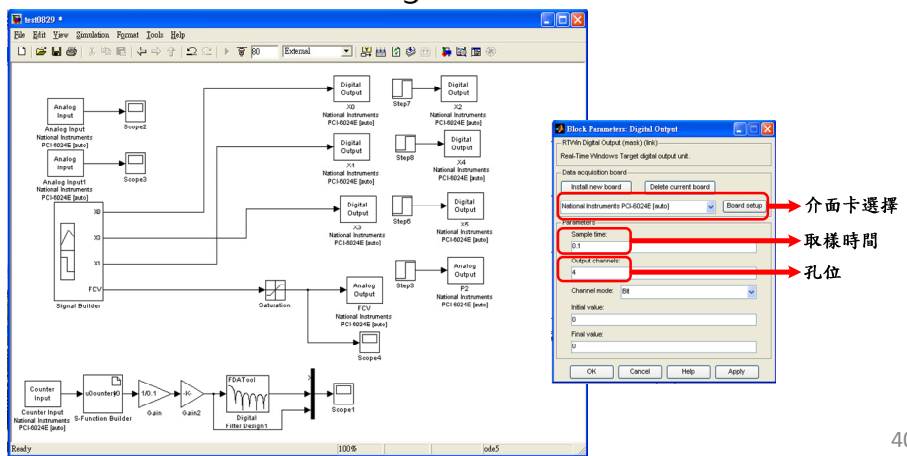 test0829 *
File Edit View Simulation Format Tools Help
80 External
Analog Input
Analog Input
National Instruments
PCI-6024E [auto]
Scope2
Analog Input
Analog Input1
National Instruments
PCI-6024E [auto]
Scope3
X0
X3
X1
FCV
Signal Builder
Digital Output
X0
National Instruments
PCI-6024E [auto]
Digital Output
X1
National Instruments
PCI-6024E [auto]
Digital Output
X3
National Instruments
PCI-6024E [auto]
Saturation
Analog Output
FCV
National Instruments
PCI-6024E [auto]
Scope4
Step7
Digital Output
X2
National Instruments
PCI-6024E [auto]
Step8
Digital Output
X4
National Instruments
PCI-6024E [auto]
Step6
Digital Output
National Instruments
PCI-6024E [auto]
Step3
Analog Output
P2
National Instruments
PCI-6024E [auto]
Counter Input
Counter Input
National Instruments
PCI-6024E [auto]
S-Function Builder
1/0.1
Gain
-K-
Gain2
FDATool
Digital
Filter Design1
Scope1
Ready 100% ode5
Block Parameters: Digital Output
RTWin Digital Output (mask) (link)
Real-Time Windows Target digital output unit.
Data acquisition board
Install new board Delete current board
National Instruments PCI-6024E [auto] Board setup
Parameters
Sample time:
0.1
Output channels:
4
Channel mode: Bit
Initial value:
0
Final value:
OK Cancel Help Apply
介面卡選擇
取樣時間
孔位